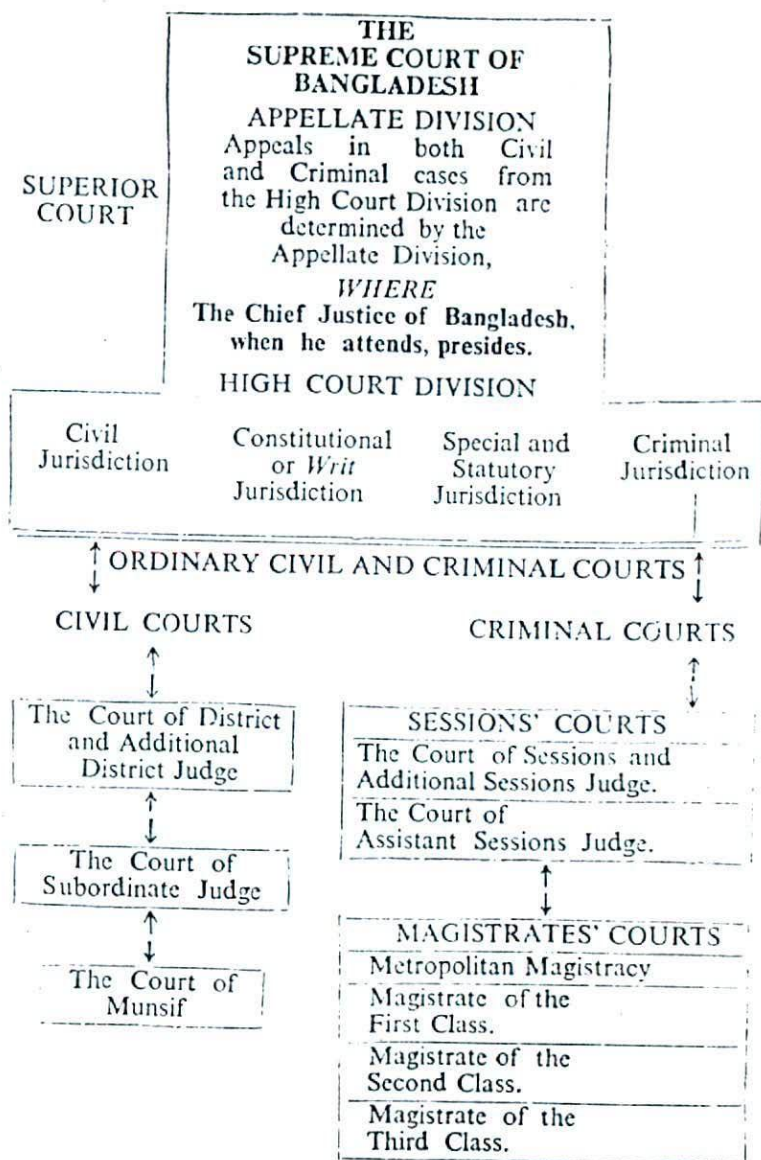 THE
SUPREME COURT OF
BANGLADESH
APPELLATE DIVISION
Appeals in both Civil
and Criminal cases from
the High Court Division are
determined by the
Appellate Division,
SUPERIOR
COURT
WHERE
The Chief Justice of Bangladesh,
when he attends, presides.
HIGH COURT DIVISION
Civil
Jurisdiction
Constitutional
or Writ
Jurisdiction
Special and
Statutory
Jurisdiction
Criminal
Jurisdiction
ORDINARY CIVIL AND CRIMINAL COURTS
CIVIL COURTS
The Court of District
and Additional
District Judge
The Court of
Subordinate Judge
The Court of
Munsif
CRIMINAL COURTS
SESSIONS' COURTS
The Court of Sessions and
Additional Sessions Judge.
The Court of
Assistant Sessions Judge.
MAGISTRATES' COURTS
Metropolitan Magistracy
Magistrate of the
First Class.
Magistrate of the
Second Class.
Magistrate of the
Third Class.